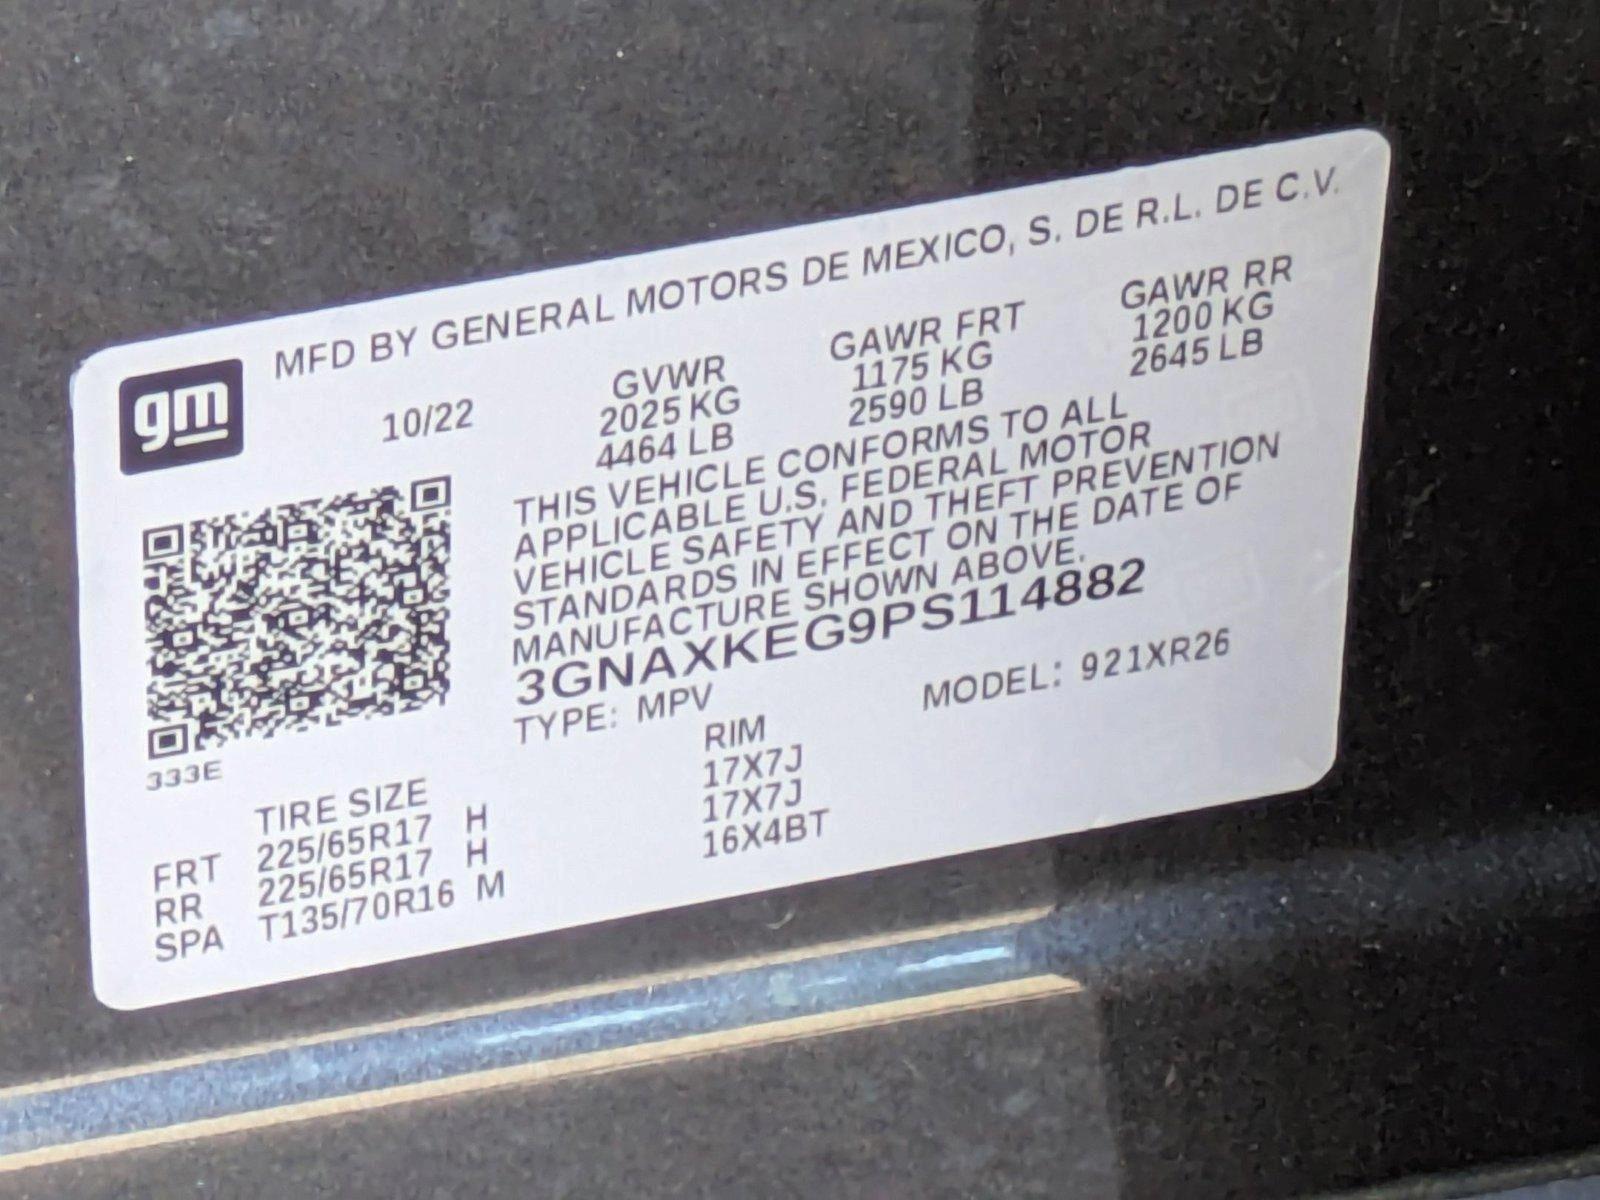 MFD BY GENERAL MOTORS DE MEXICO, S. DE R.L. DE C.V.
gm
10/22 GVWR GAWR FRT GAWR RR
2025 KG 1175 KG 1200 KG
4464 LB 2590 LB 2645 LB
THIS VEHICLE CONFORMS TO ALL
APPLICABLE U.S. FEDERAL MOTOR
VEHICLE SAFETY AND THEFT PREVENTION
STANDARDS IN EFFECT ON THE DATE OF
MANUFACTURE SHOWN ABOVE.
3GNAXKEG9PS114882
TYPE: MPV MODEL: 921XR26
333E
TIRE SIZE RIM
FRT 225/65R17 H 17X7J
RR 225/65R17 H 17X7J
SPA T135/70R16 M 16X4BT